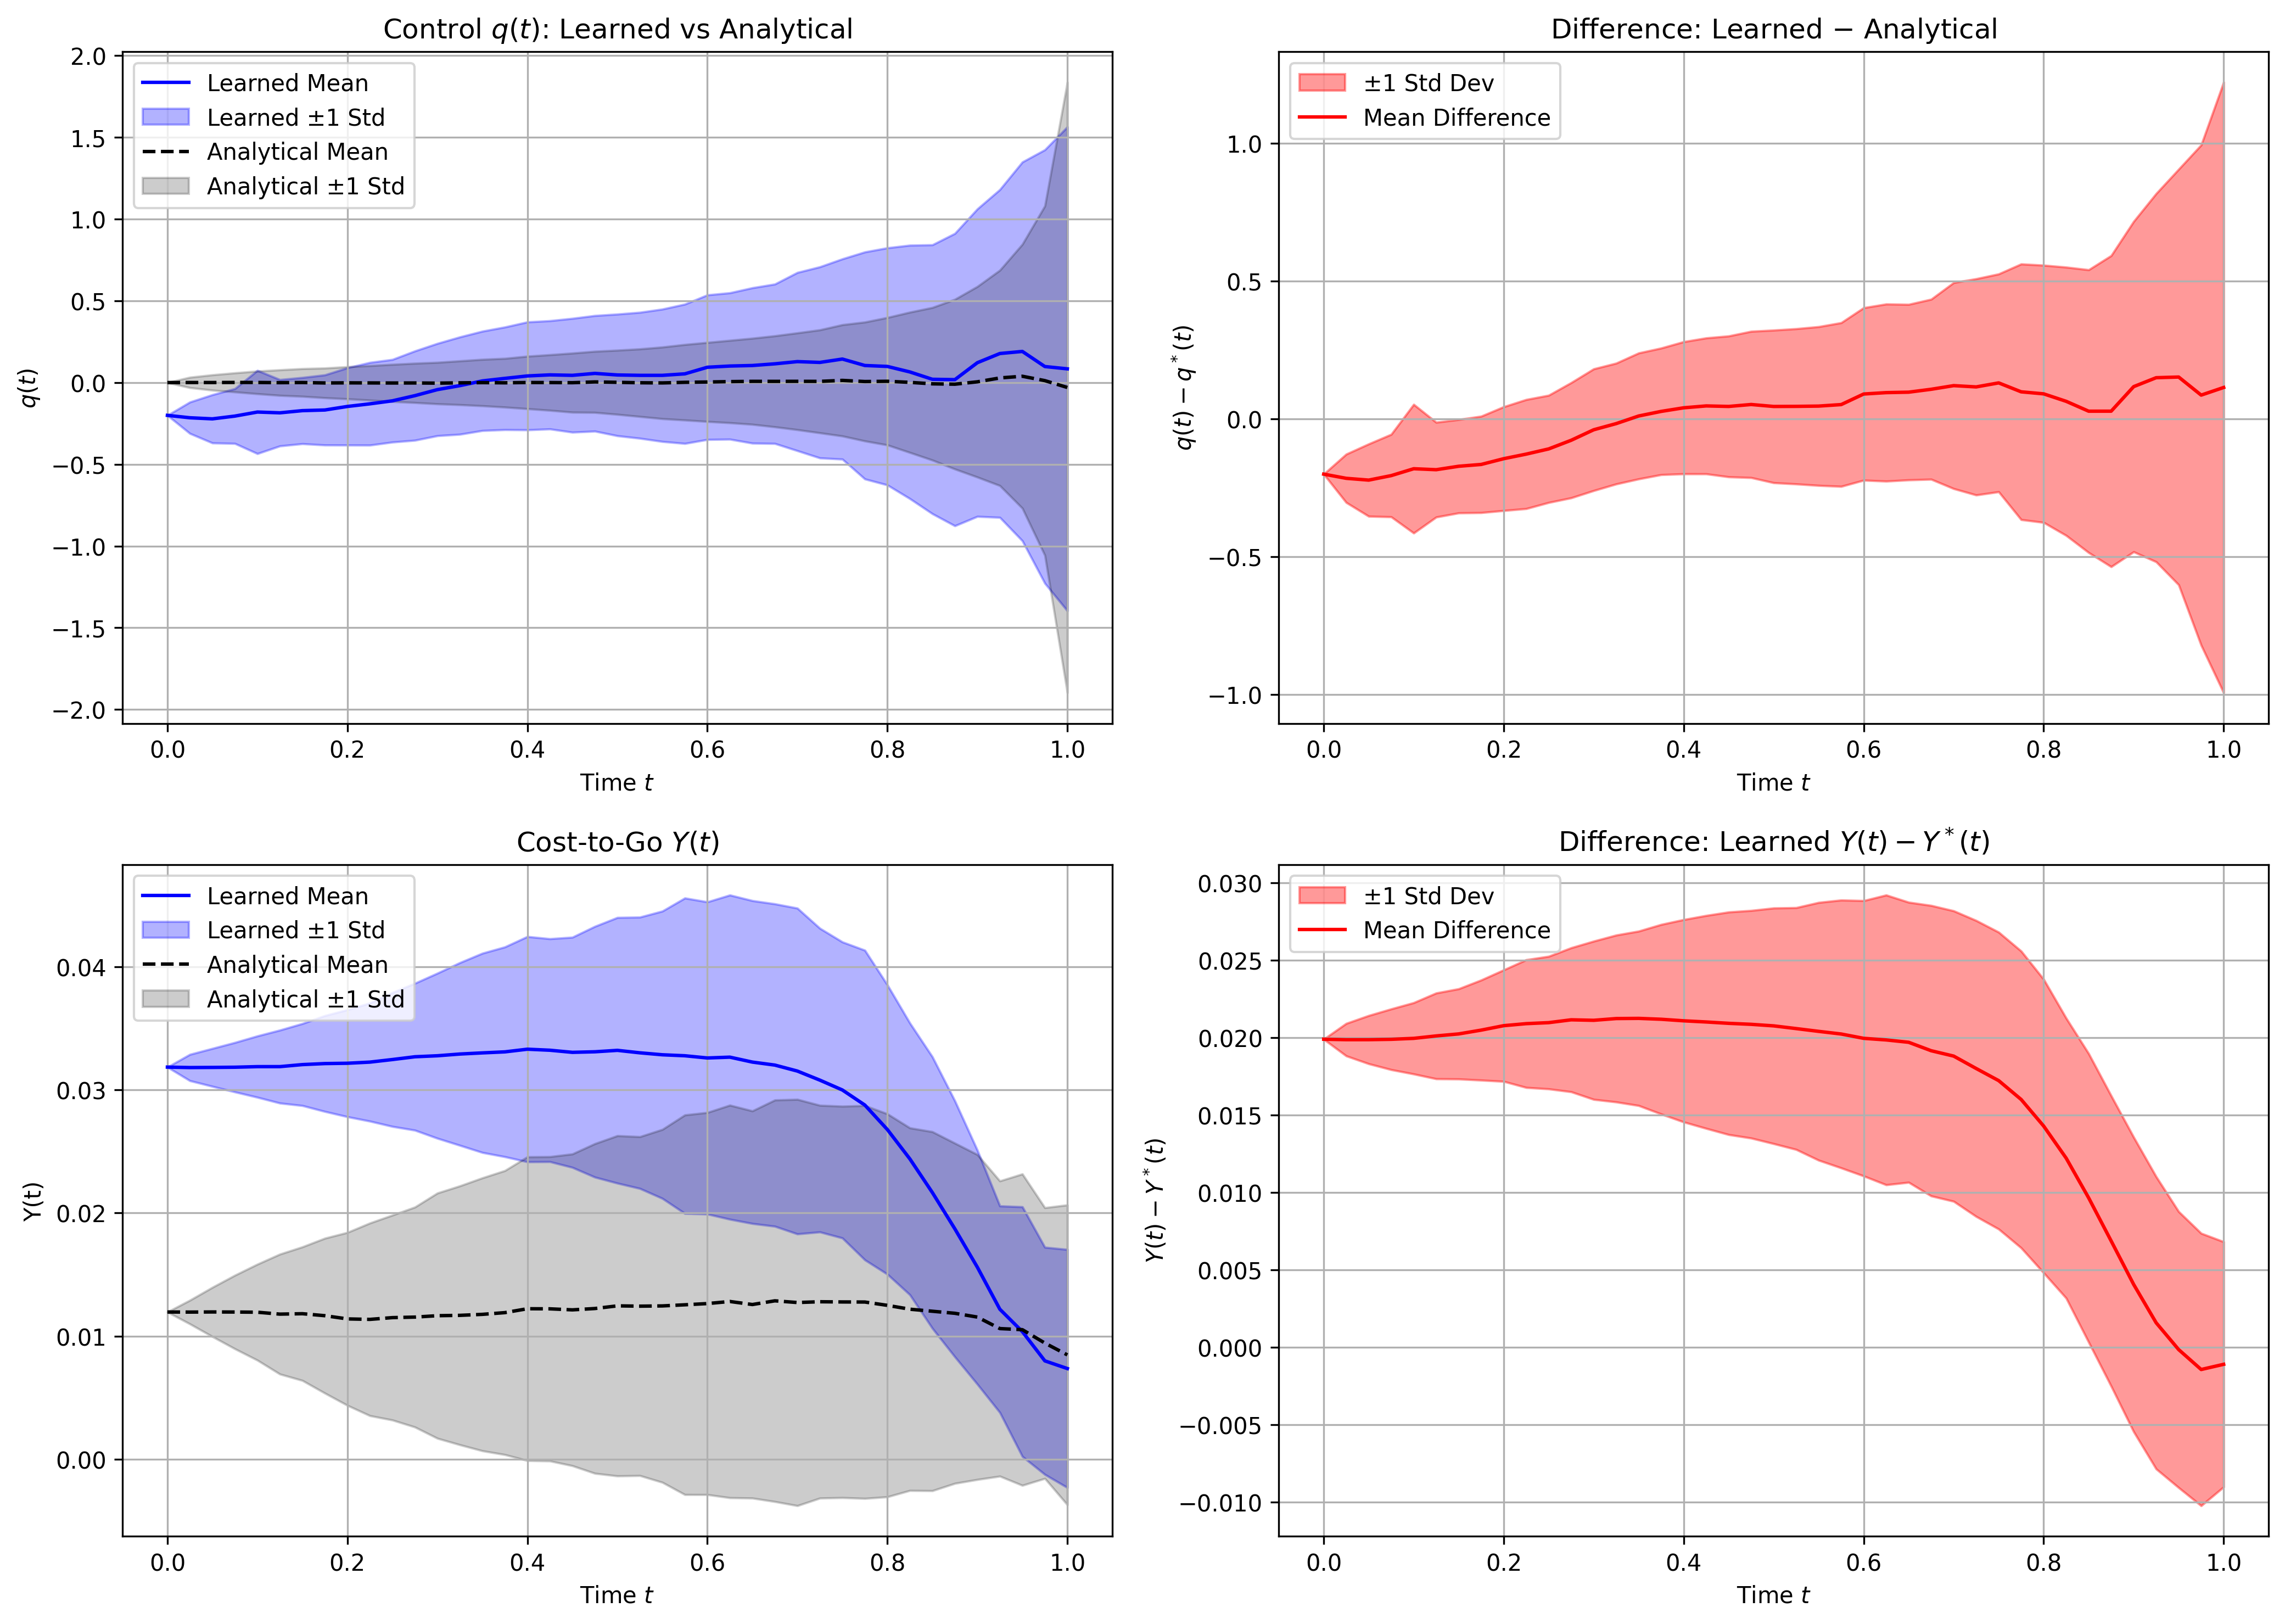 Control q(t): Learned vs Analytical
Learned Mean
Learned ±1 Std
Analytical Mean
Analytical ±1 Std
2.0
1.5
1.0
0.5
0.0
−0.5
−1.0
−1.5
−2.0
q(t)
0.0 0.2 0.4 0.6 0.8 1.0
Time t
Difference: Learned − Analytical
±1 Std Dev
Mean Difference
1.0
0.5
0.0
−0.5
−1.0
q(t) − q*(t)
0.0 0.2 0.4 0.6 0.8 1.0
Time t
Cost-to-Go Y(t)
Learned Mean
Learned ±1 Std
Analytical Mean
Analytical ±1 Std
0.04
0.03
0.02
0.01
0.00
Y(t)
0.0 0.2 0.4 0.6 0.8 1.0
Time t
Difference: Learned Y(t) − Y*(t)
±1 Std Dev
Mean Difference
0.030
0.025
0.020
0.015
0.010
0.005
0.000
−0.005
−0.010
Y(t) − Y*(t)
0.0 0.2 0.4 0.6 0.8 1.0
Time t